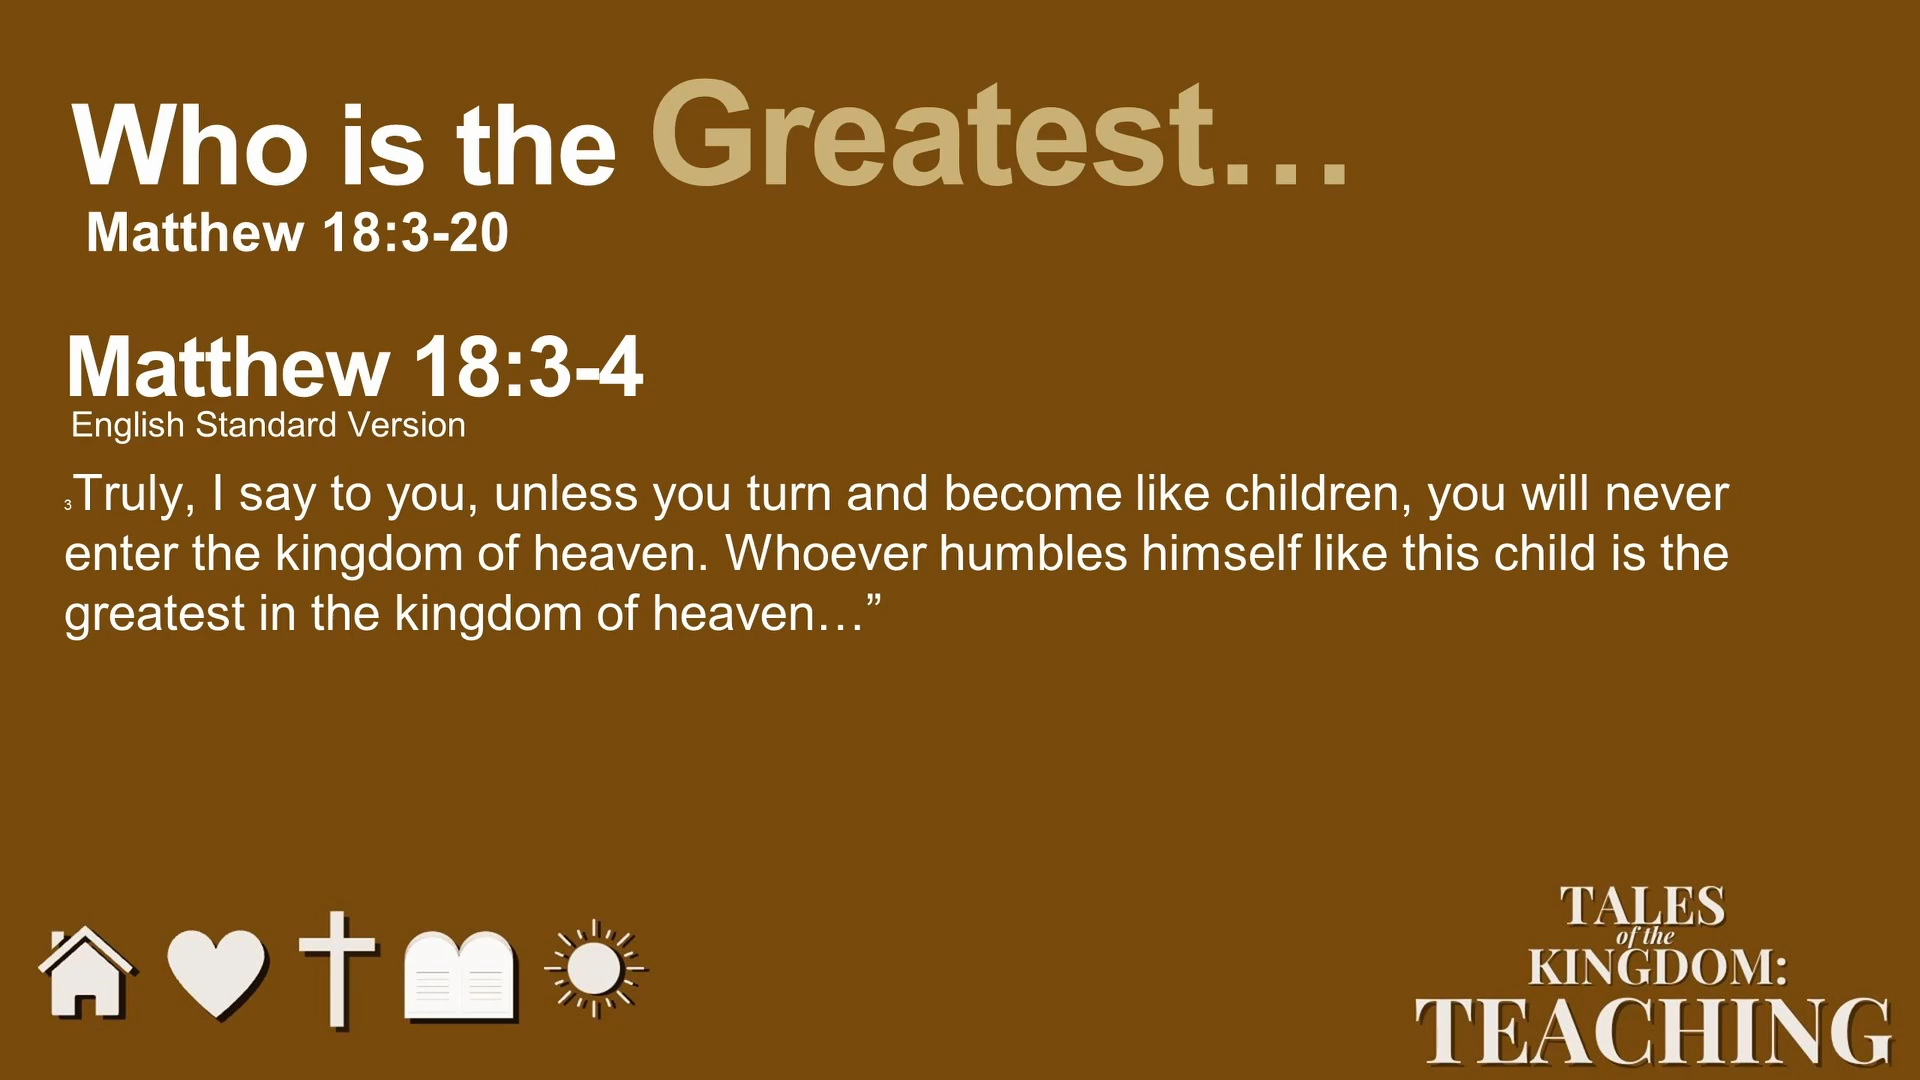 Who is the Greatest…
Matthew 18:3-20
Matthew 18:3-4
English Standard Version
3Truly, I say to you, unless you turn and become like children, you will never
enter the kingdom of heaven. Whoever humbles himself like this child is the
greatest in the kingdom of heaven…”
TALES
of the
KINGDOM:
TEACHING